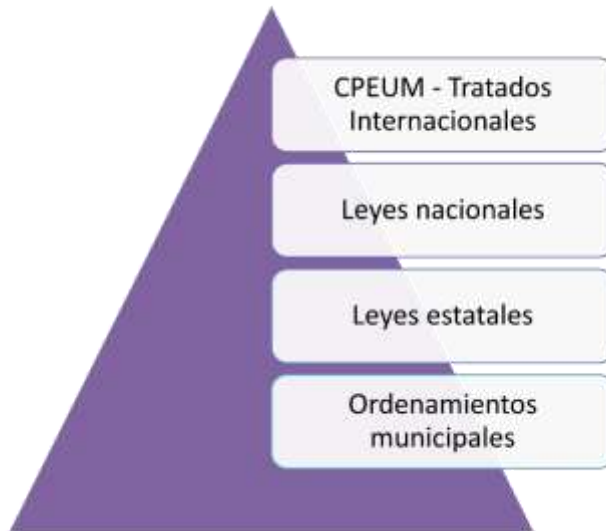 CPEUM - Tratados
Internacionales
Leyes nacionales
Leyes estatales
Ordenamientos
municipales